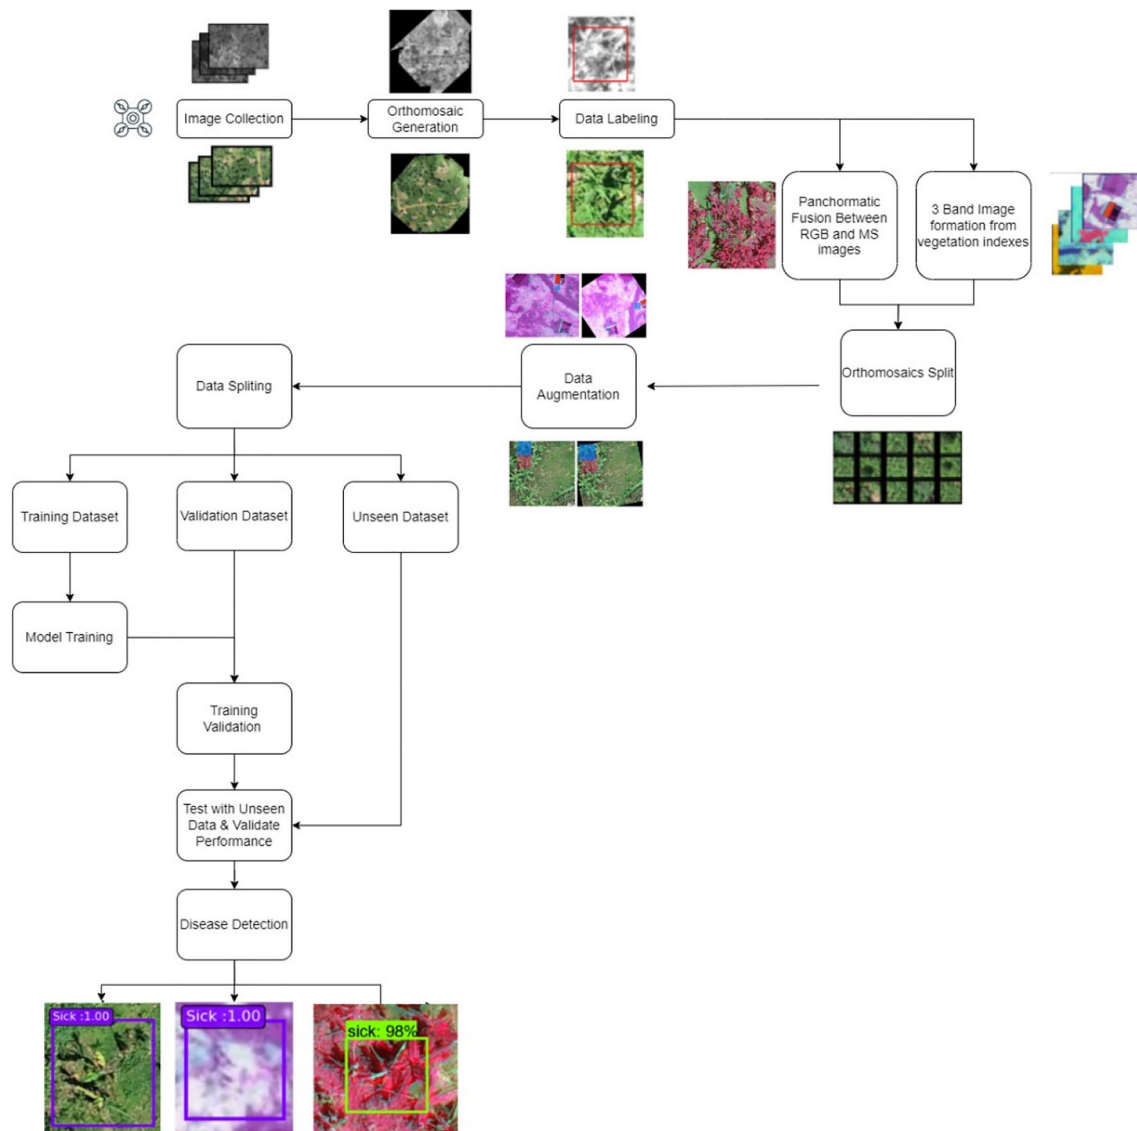 Image Collection
Orthomosaic
Generation
Data Labeling
Panchormatic
Fusion Between
RGB and MS
images
3 Band Image
formation from
vegetation indexes
Orthomosaics Split
Data
Augmentation
Data Spliting
Training Dataset
Validation Dataset
Unseen Dataset
Model Training
Training
Validation
Test with Unseen
Data & Validate
Performance
Disease Detection
Sick :1.00
Sick :1.00
sick: 98%